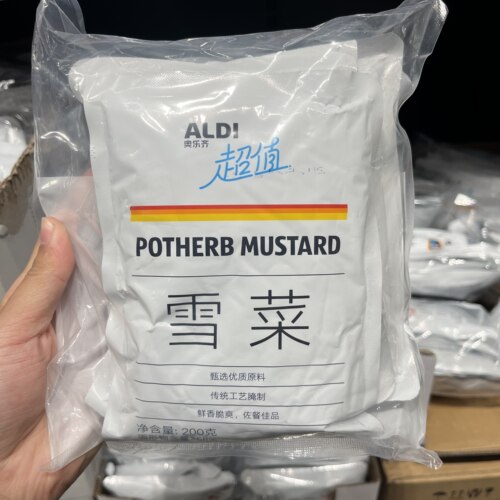 ALDI
奥乐齐
超值
POTHERB MUSTARD
雪菜
甄选优质原料
传统工艺腌制
鲜香脆爽、佐餐佳品
净含量: 200克